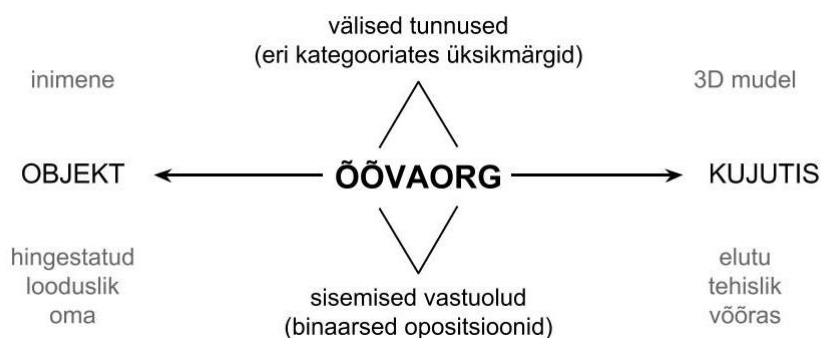 välised tunnused
(eri kategooriates üksikmärgid)
inimene
3D mudel
OBJEKT
ÕÕVAORG
KUJUTIS
hingestatud
looduslik
oma
sisemised vastuolud
(binaarsed opositsioonid)
elutu
tehislik
võõras